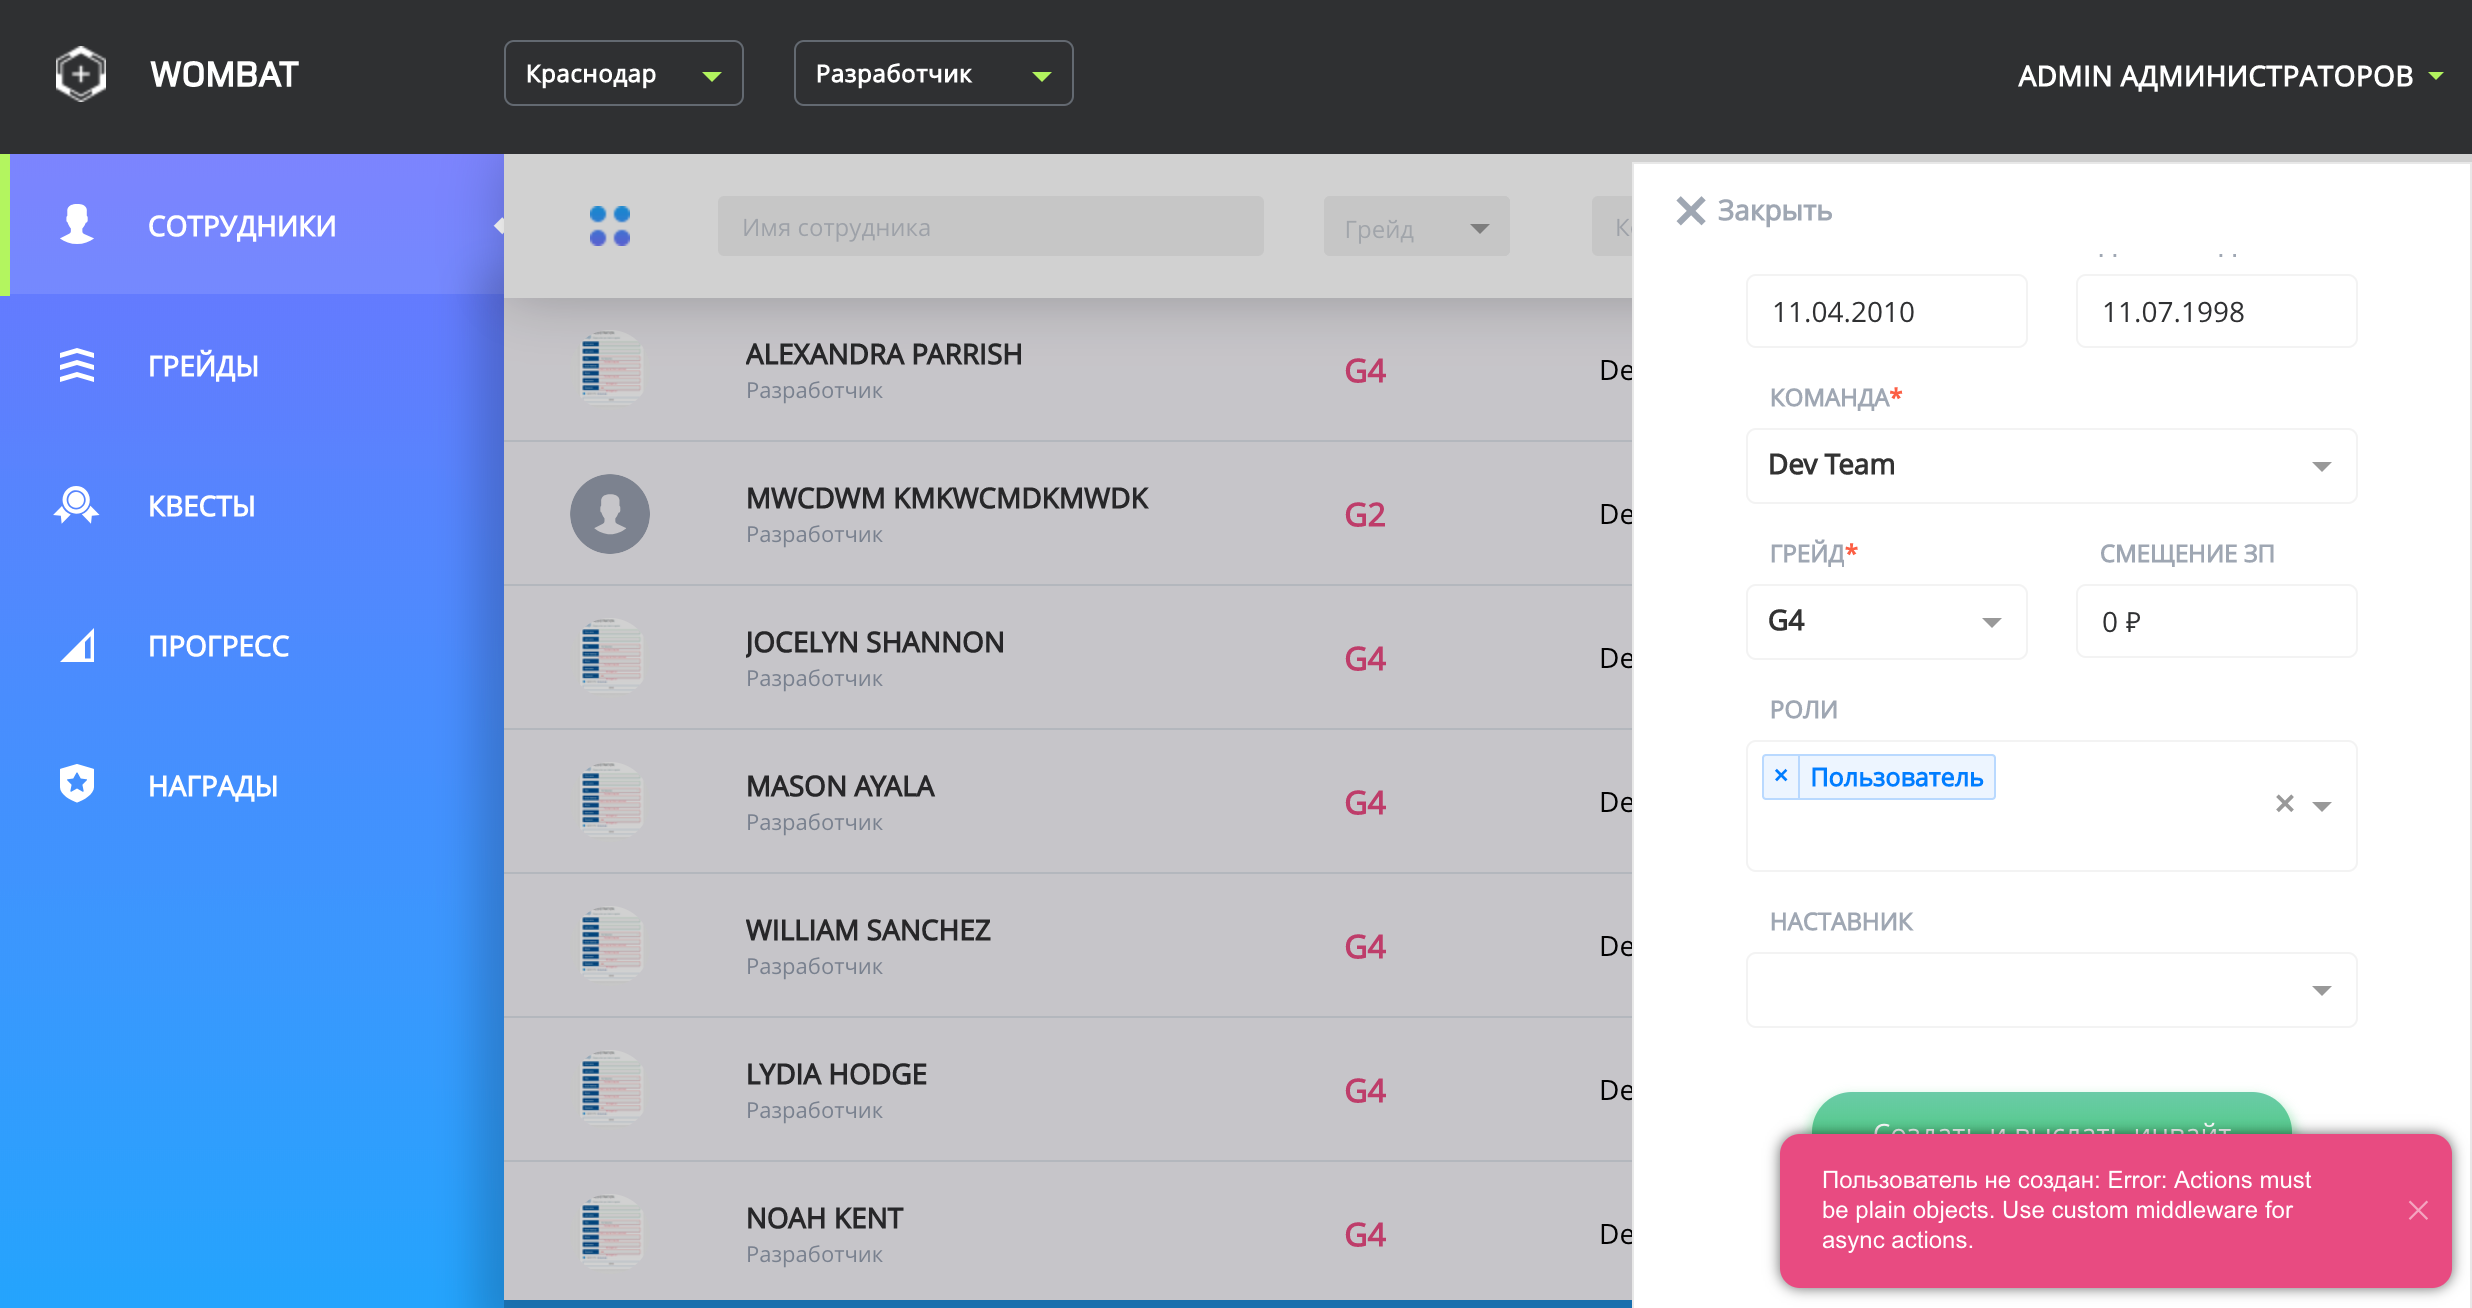 WOMBAT
Краснодар
Разработчик
ADMIN АДМИНИСТРАТОРОВ
СОТРУДНИКИ
ГРЕЙДЫ
КВЕСТЫ
ПРОГРЕСС
НАГРАДЫ
Имя сотрудника
Грейд
ALEXANDRA PARRISH
Разработчик
G4
De
MWCDWM KMKWCMDKMWDK
Разработчик
G2
De
JOCELYN SHANNON
Разработчик
G4
De
MASON AYALA
Разработчик
G4
De
WILLIAM SANCHEZ
Разработчик
G4
De
LYDIA HODGE
Разработчик
G4
De
NOAH KENT
Разработчик
G4
De
Закрыть
11.04.2010
11.07.1998
КОМАНДА*
Dev Team
ГРЕЙД*
СМЕЩЕНИЕ ЗП
G4
0 ₽
РОЛИ
× Пользователь
НАСТАВНИК
Создать и выслать инвайт
Пользователь не создан: Error: Actions must
be plain objects. Use custom middleware for
async actions.